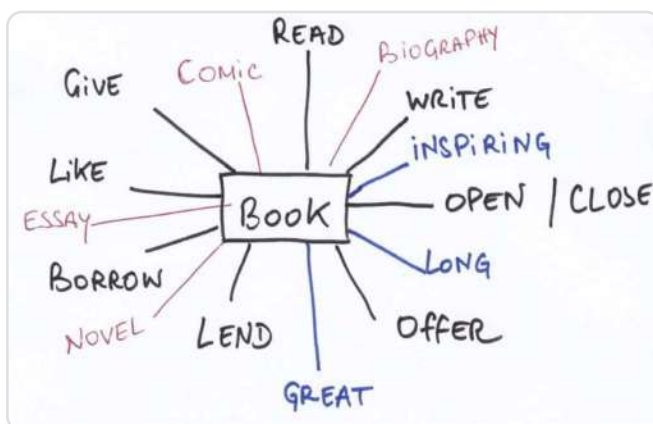 READ
COMiC
BiOGRAPHY
GiVE
WRiTE
iNSPiRiNG
LiKE
OPEN / CLOSE
ESSAY
BOOK
BORROW
LONG
NOVEL
LEND
OFFER
GREAT